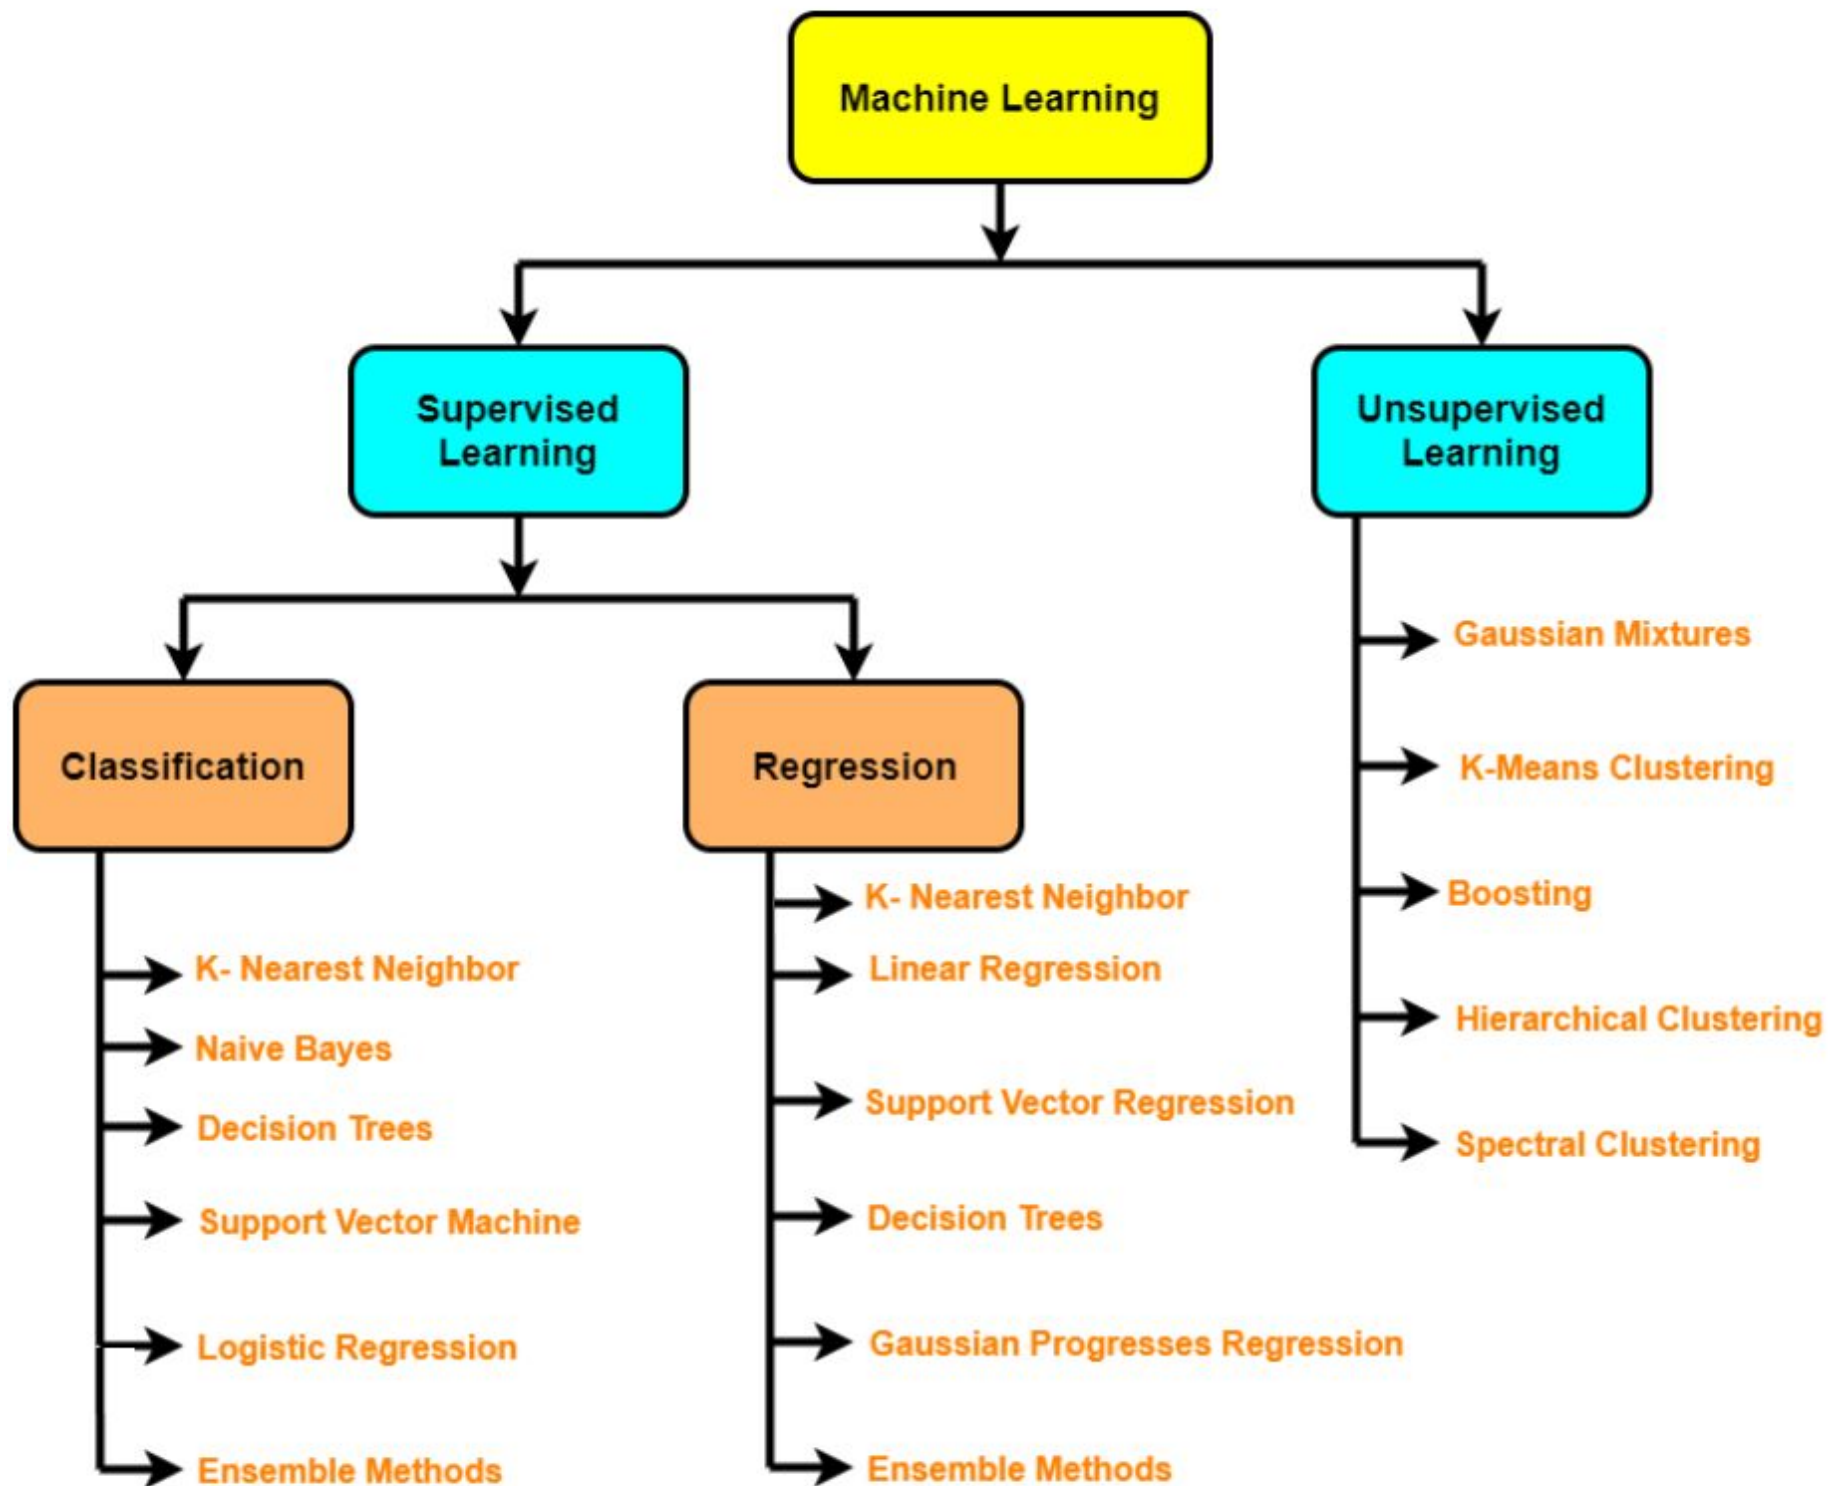 Machine Learning
Supervised
Learning
Unsupervised
Learning
Classification
Regression
K- Nearest Neighbor
Naive Bayes
Decision Trees
Support Vector Machine
Logistic Regression
Ensemble Methods
K- Nearest Neighbor
Linear Regression
Support Vector Regression
Decision Trees
Gaussian Progresses Regression
Ensemble Methods
Gaussian Mixtures
K-Means Clustering
Boosting
Hierarchical Clustering
Spectral Clustering